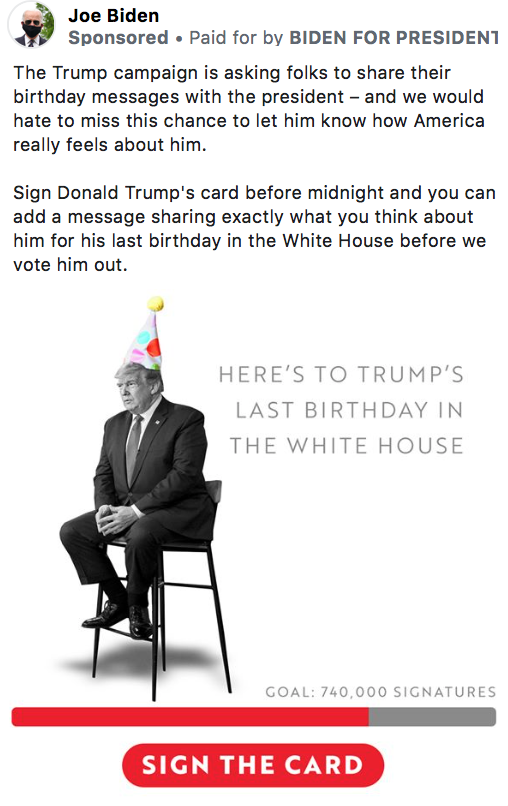 Joe Biden
Sponsored • Paid for by BIDEN FOR PRESIDENT
The Trump campaign is asking folks to share their
birthday messages with the president – and we would
hate to miss this chance to let him know how America
really feels about him.
Sign Donald Trump's card before midnight and you can
add a message sharing exactly what you think about
him for his last birthday in the White House before we
vote him out.
HERE'S TO TRUMP'S
LAST BIRTHDAY IN
THE WHITE HOUSE
GOAL: 740,000 SIGNATURES
SIGN THE CARD